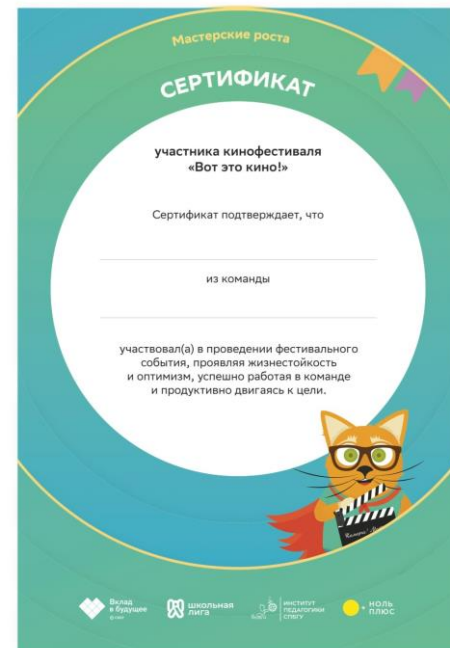 Мастерские роста
СЕРТИФИКАТ
участника кинофестиваля
«Вот это кино!»
Сертификат подтверждает, что
из команды
участвовал(а) в проведении фестивального
события, проявляя жизнестойкость
и оптимизм, успешно работая в команде
и продуктивно двигаясь к цели.
Вклад
в будущее
школьная
лига
ИНСТИТУТ
ПЕДАГОГИКИ
СПБГУ
НОЛЬ
ПЛЮС